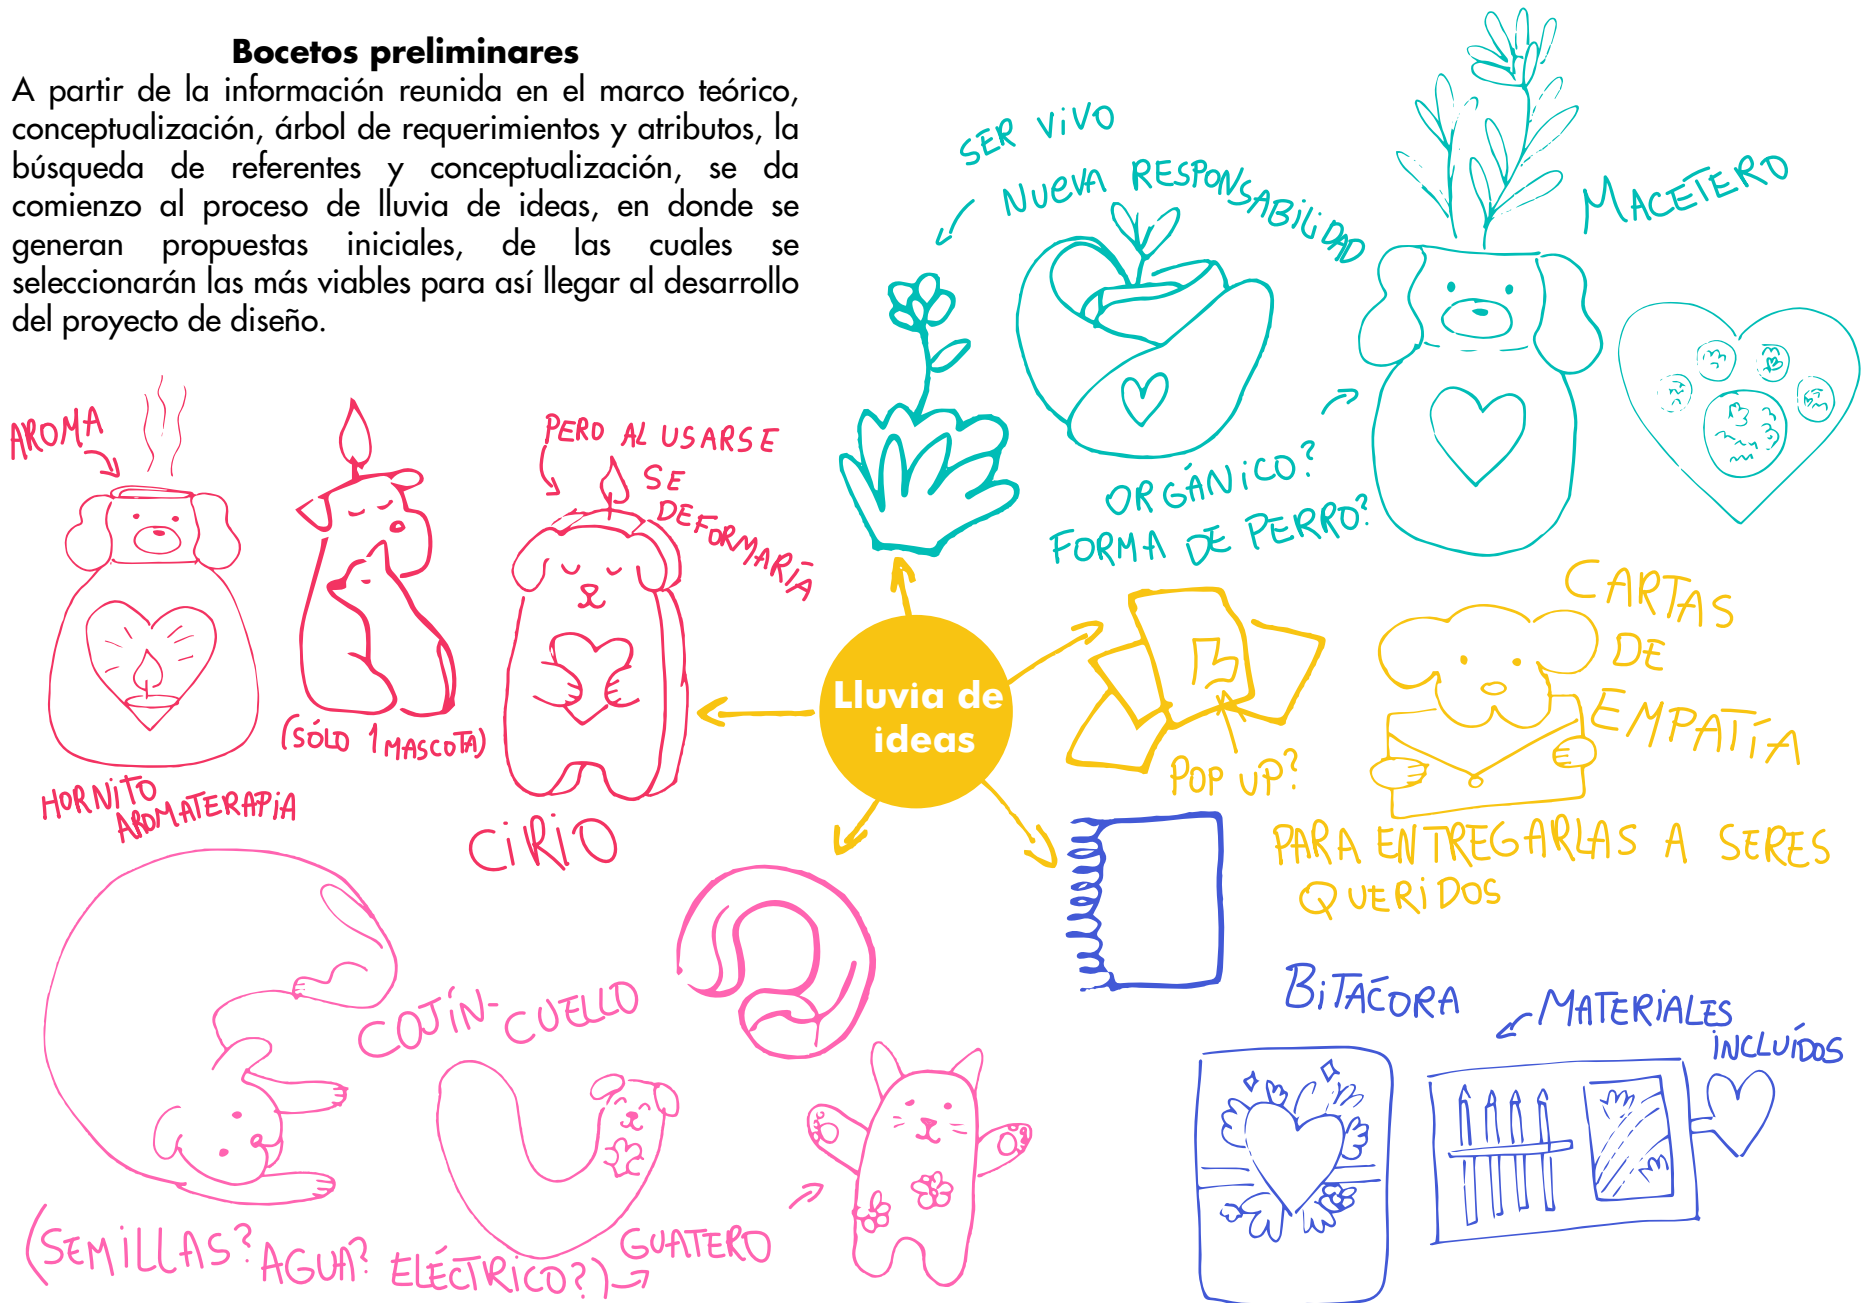 Bocetos preliminares
A partir de la información reunida en el marco teórico,
conceptualización, árbol de requerimientos y atributos, la
búsqueda de referentes y conceptualización, se da
comienzo al proceso de lluvia de ideas, en donde se
generan propuestas iniciales, de las cuales se
seleccionarán las más viables para así llegar al desarrollo
del proyecto de diseño.
SER VIVO
NUEVA RESPONSABILIDAD
MACETERO
ORGÁNICO?
FORMA DE PERRO?
AROMA
HORNITO
AROMATERAPIA
(SÓLO 1 MASCOTA)
PERO AL USARSE
SE
DEFORMARÍA
CIRIO
Lluvia de
ideas
POP UP?
CARTAS
DE
EMPATÍA
PARA ENTREGARLAS A SERES
QUERIDOS
COJÍN-CUELLO
(SEMILLAS? AGUA? ELÉCTRICO?)
GUATERO
BITÁCORA
MATERIALES
INCLUÍDOS